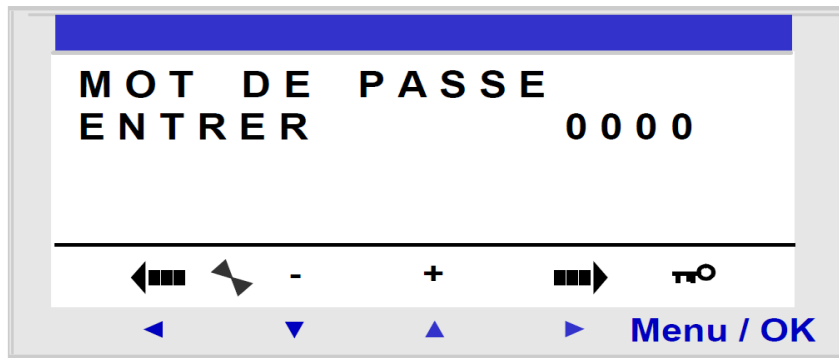 MOT DE PASSE
ENTRER 0000
- +
Menu / OK